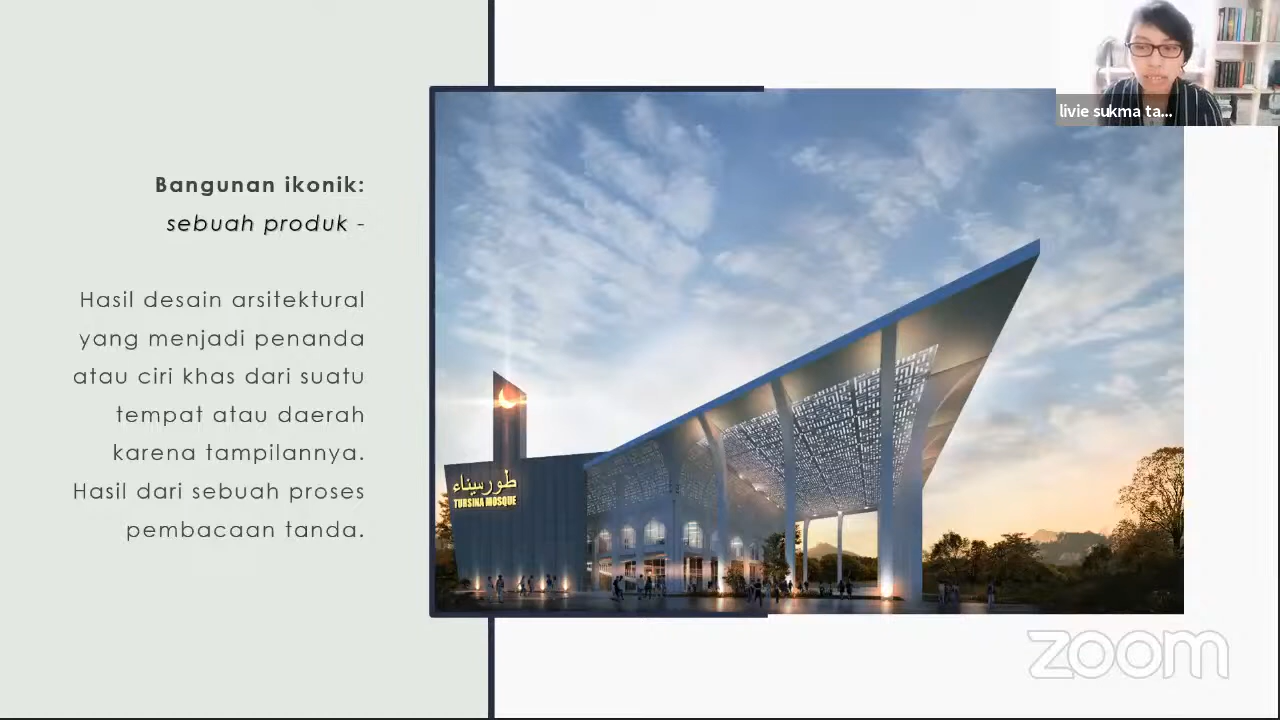 Bangunan ikonik:
sebuah produk -
Hasil desain arsitektural
yang menjadi penanda
atau ciri khas dari suatu
tempat atau daerah
karena tampilannya.
Hasil dari sebuah proses
pembacaan tanda.
طورسيناء
TURSINA MOSQUE
livie sukma ta...
zoom